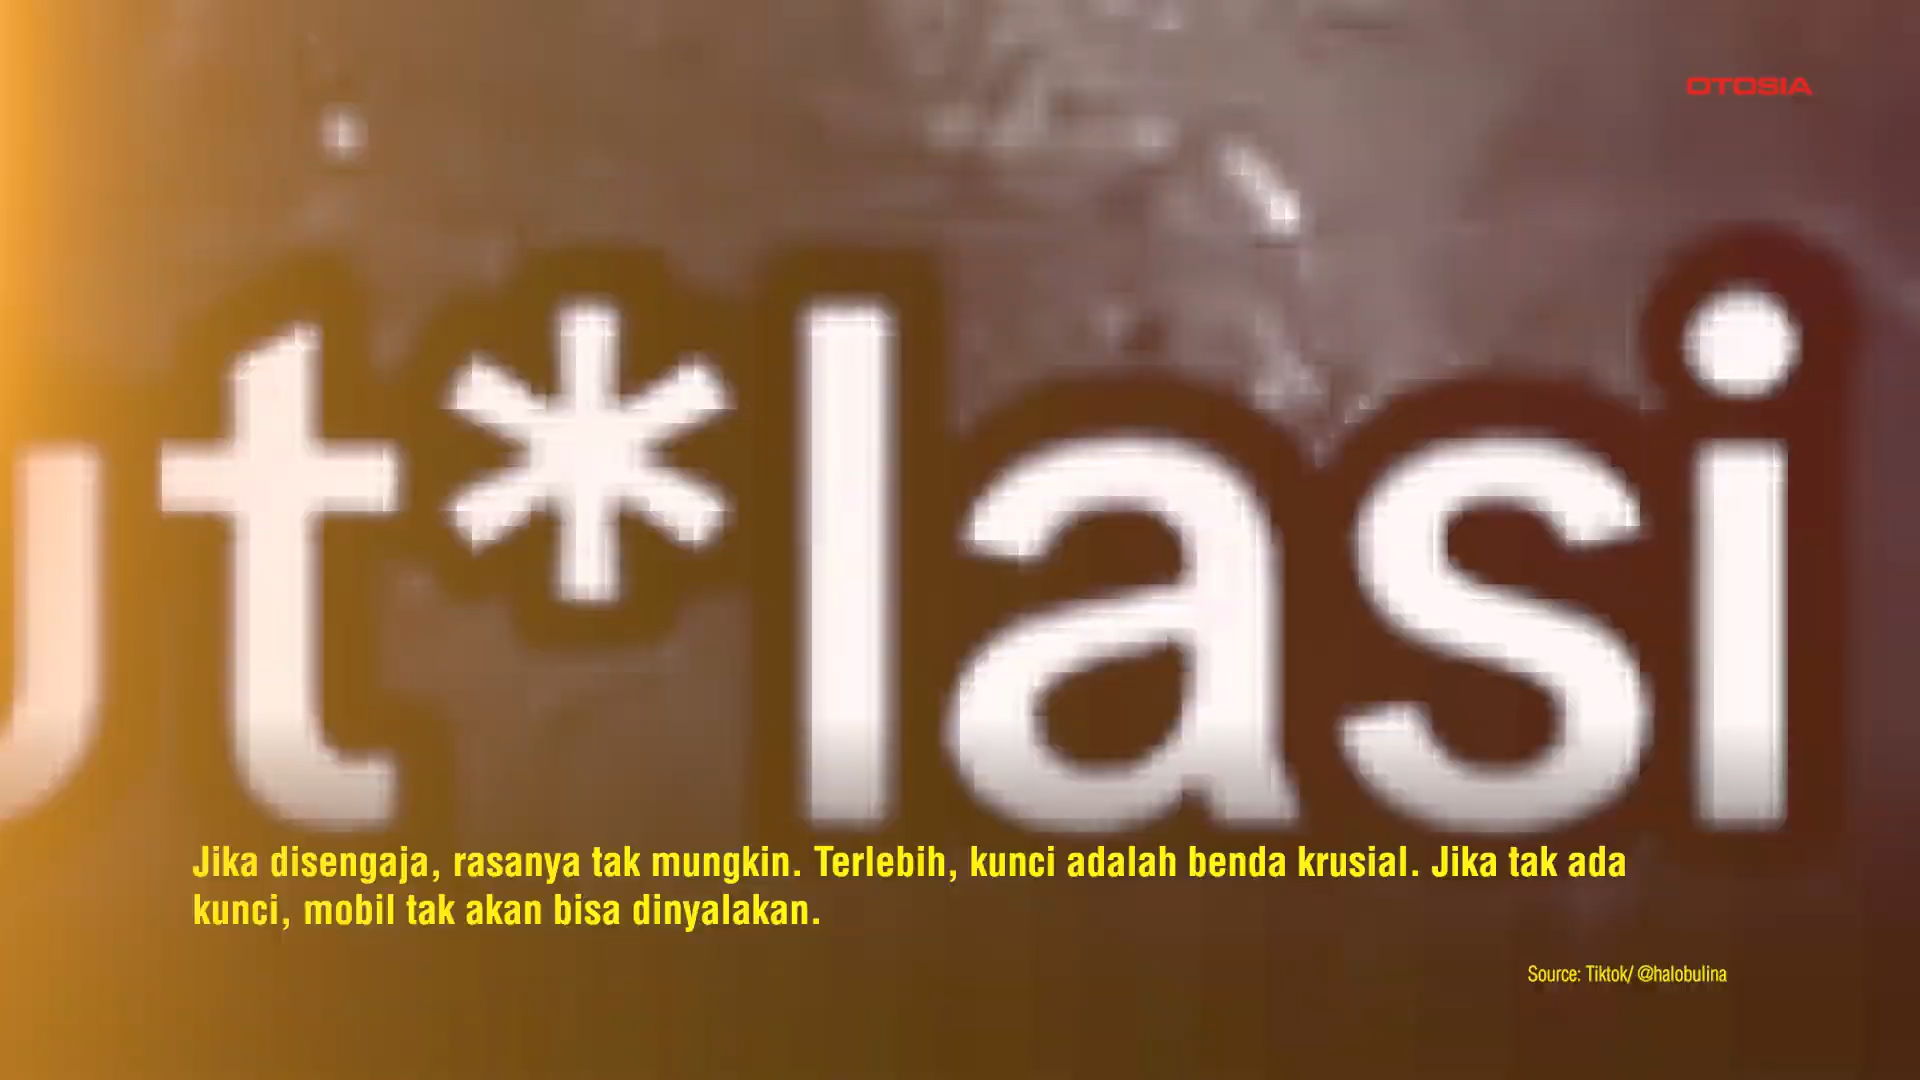 OTOSIA
ut*lasi
Jika disengaja, rasanya tak mungkin. Terlebih, kunci adalah benda krusial. Jika tak ada
kunci, mobil tak akan bisa dinyalakan.
Source: Tiktok/ @halobulina